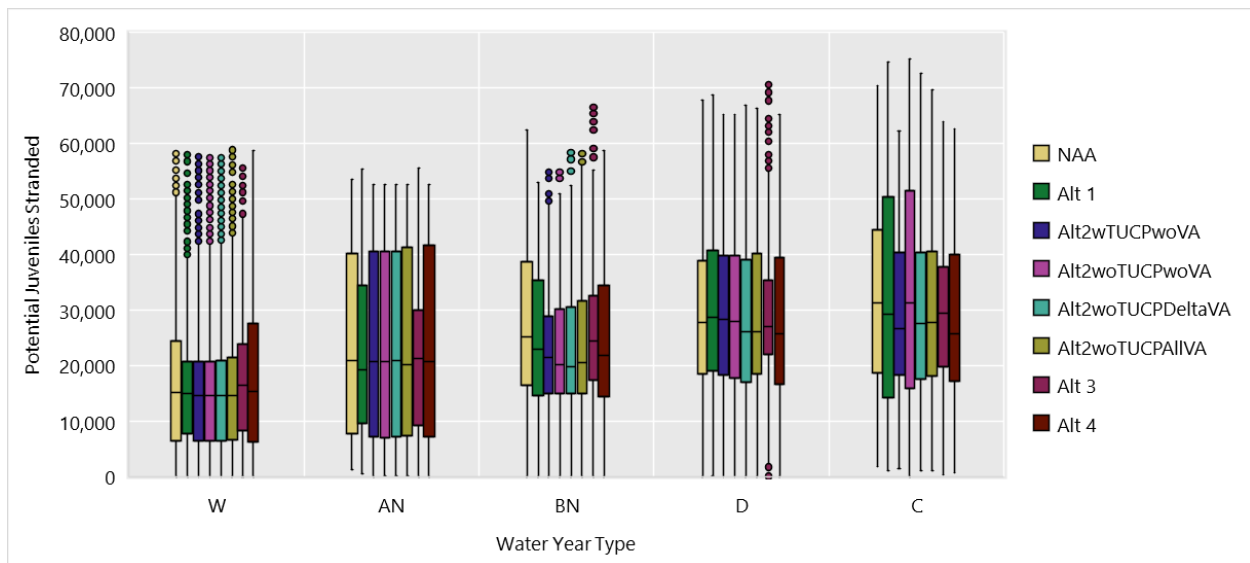 80,000
70,000
60,000
50,000
40,000
30,000
20,000
10,000
0
Potential Juveniles Stranded
W
AN
BN
D
C
Water Year Type
NAA
Alt 1
Alt2wTUCPwoVA
Alt2woTUCPwoVA
Alt2woTUCPDeltaVA
Alt2woTUCPAllVA
Alt 3
Alt 4